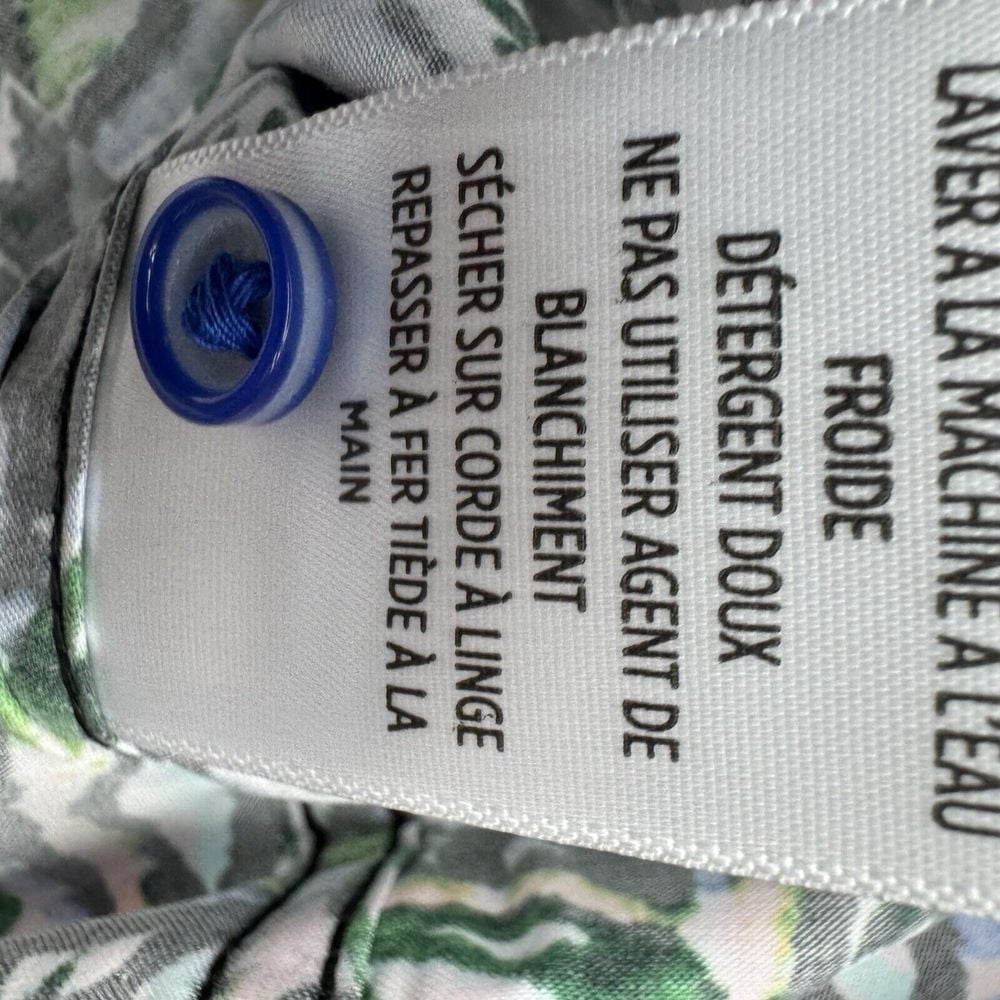 LAVER À LA MACHINE À L'EAU
FROIDE
DÉTERGENT DOUX
NE PAS UTILISER AGENT DE
BLANCHIMENT
SÉCHER SUR CORDE À LINGE
REPASSER À FER TIÈDE À LA
MAIN